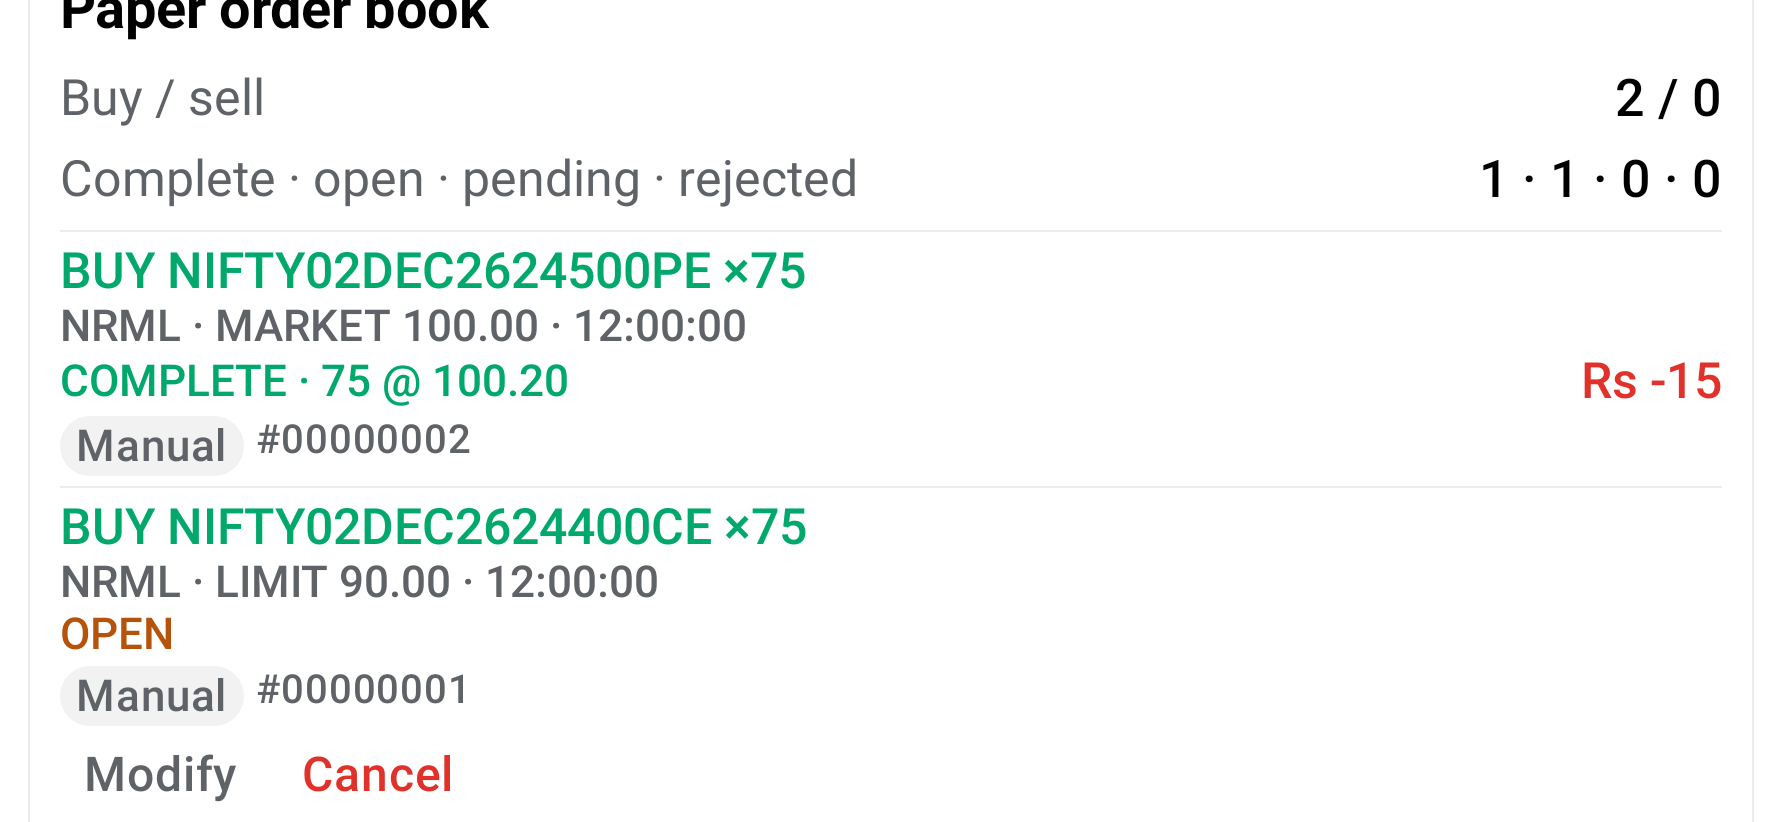 Paper order book
Buy / sell 2 / 0
Complete · open · pending · rejected 1 · 1 · 0 · 0
BUY NIFTY02DEC2624500PE ×75
NRML · MARKET 100.00 · 12:00:00
COMPLETE · 75 @ 100.20 Rs -15
Manual #00000002
BUY NIFTY02DEC2624400CE ×75
NRML · LIMIT 90.00 · 12:00:00
OPEN
Manual #00000001
Modify Cancel